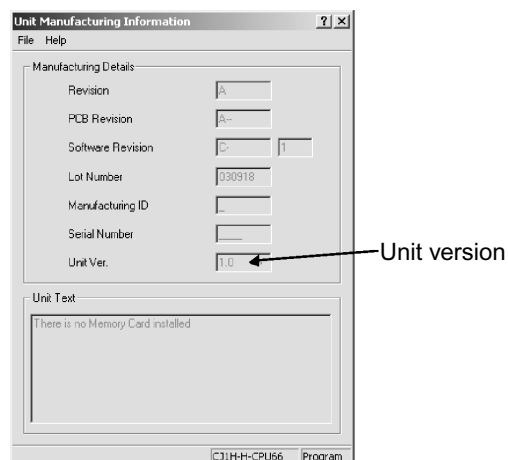 Unit Manufacturing Information ? ×
File Help
Manufacturing Details
Revision A
PCB Revision A--
Software Revision C- 1
Lot Number 030918
Manufacturing ID _
Serial Number ___
Unit Ver. 1.0
Unit version
Unit Text
There is no Memory Card installed
CJ1H-H-CPU66 Program